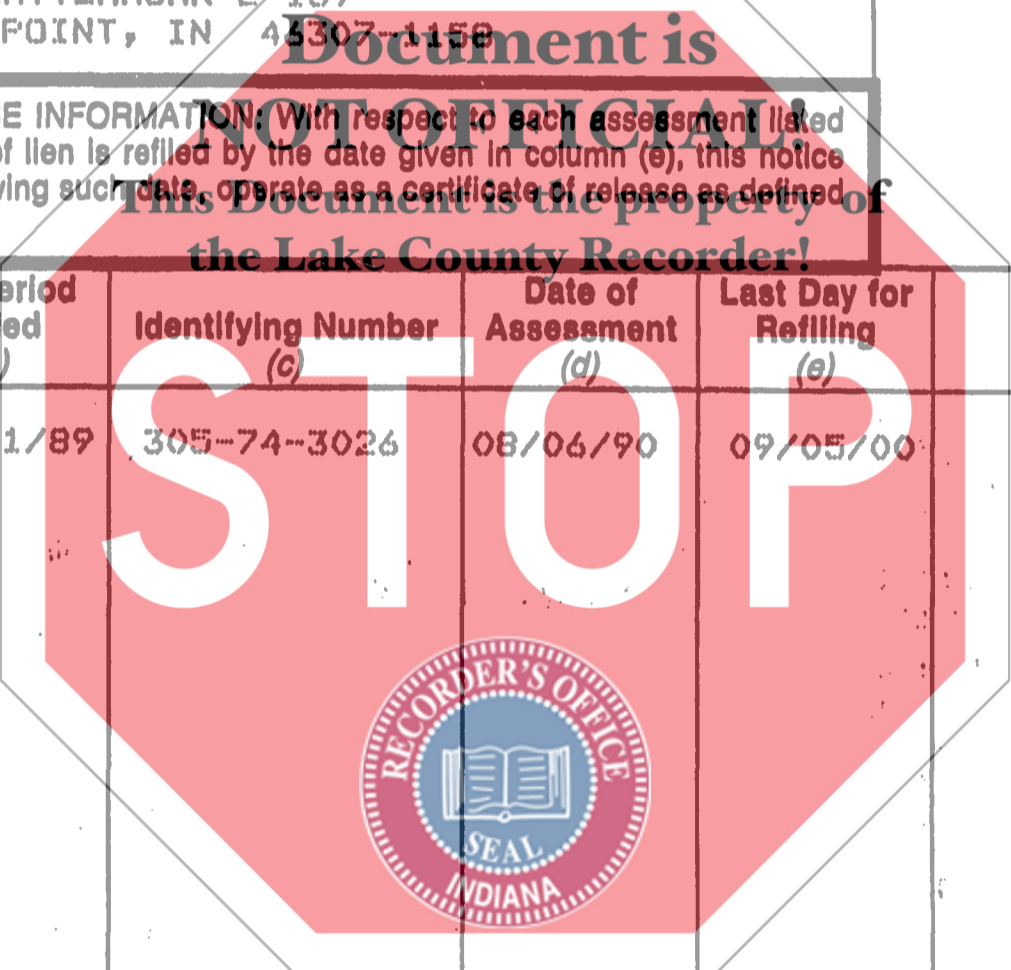 POINT, IN 46307-1158
Document is
NOT OFFICIAL!
E INFORMATION: With respect to each assessment listed
f lien is refiled by the date given in column (e), this notice
ving such date, operate as a certificate of release as defined
This Document is the property of
the Lake County Recorder!
eriod
ed
)
Identifying Number
(c)
Date of
Assessment
(d)
Last Day for
Refiling
(e)
1/89 305-74-3026 08/06/90 09/05/00
STOP
RECORDER'S OFFICE
SEAL
INDIANA